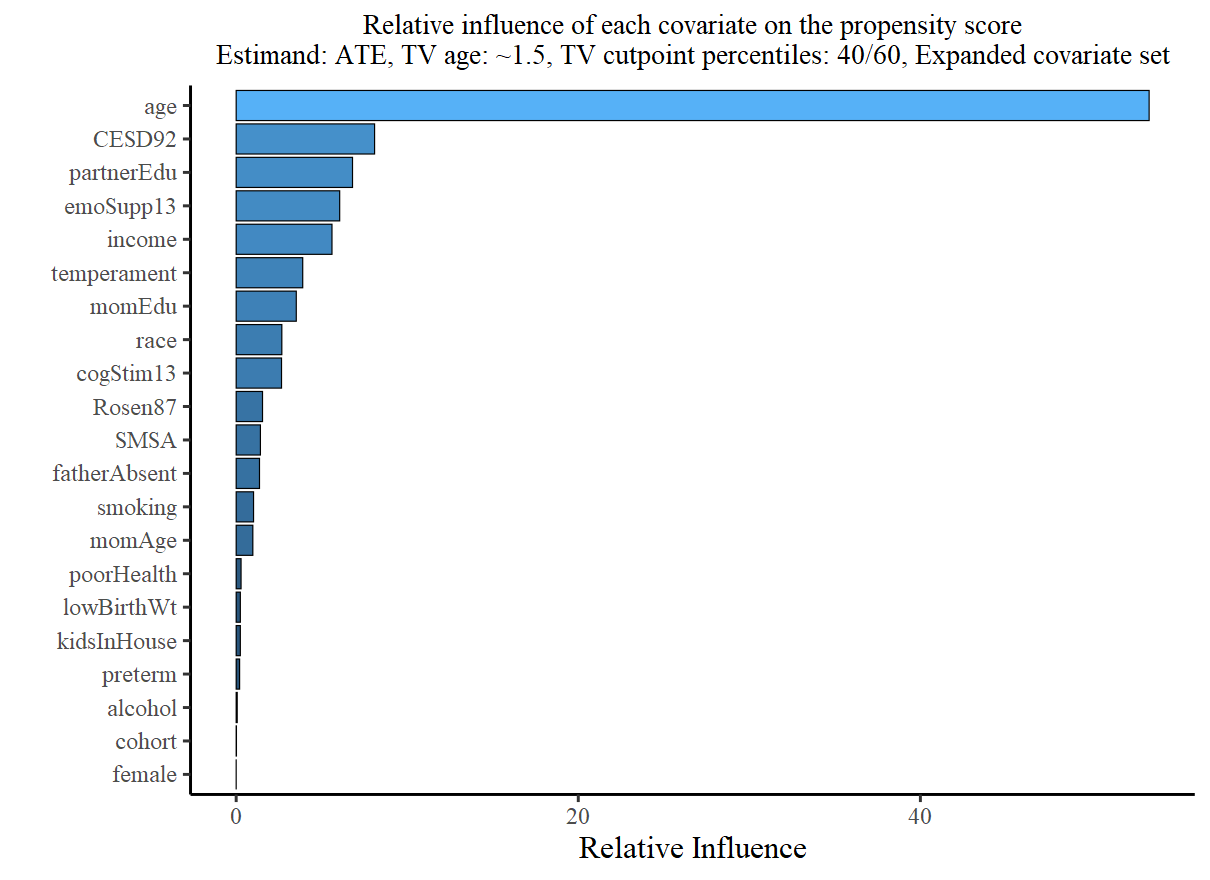 Relative influence of each covariate on the propensity score
Estimand: ATE, TV age: ~1.5, TV cutpoint percentiles: 40/60, Expanded covariate set
age
CESD92
partnerEdu
emoSupp13
income
temperament
momEdu
race
cogStim13
Rosen87
SMSA
fatherAbsent
smoking
momAge
poorHealth
lowBirthWt
kidsInHouse
preterm
alcohol
cohort
female
0 20 40
Relative Influence